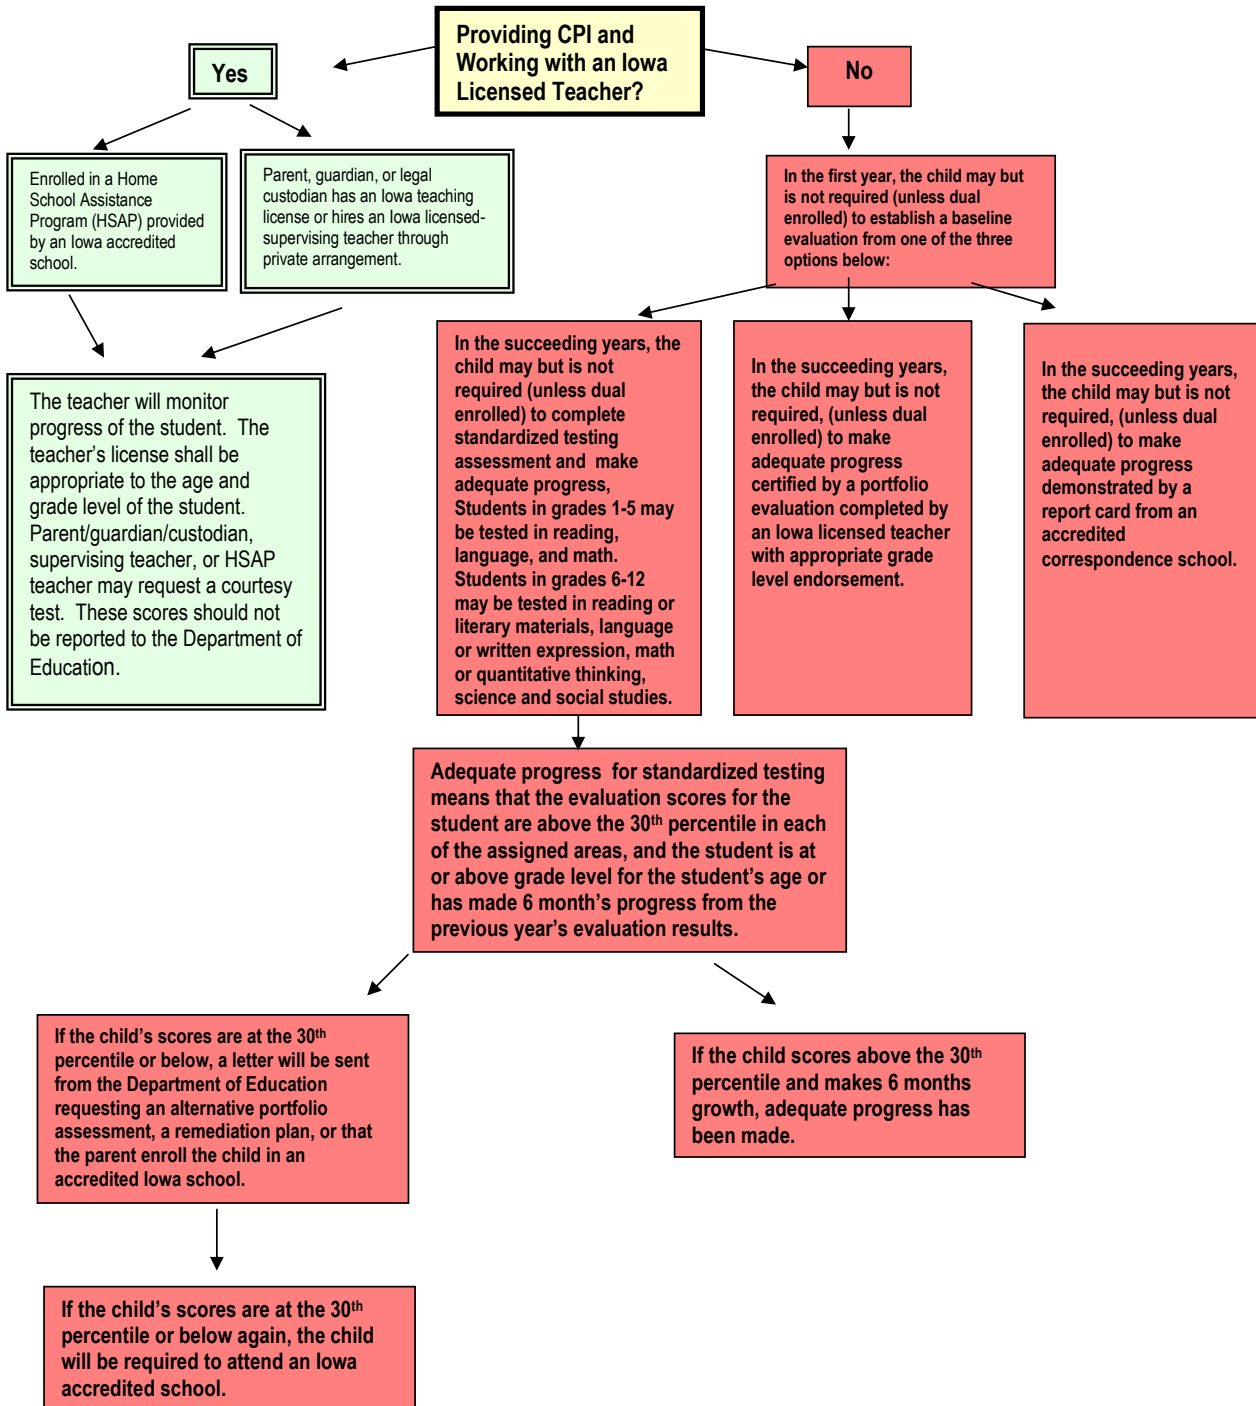 Providing CPI and
Working with an Iowa
Licensed Teacher?
Yes
No
Enrolled in a Home
School Assistance
Program (HSAP) provided
by an Iowa accredited
school.
Parent, guardian, or legal
custodian has an Iowa teaching
license or hires an Iowa licensed-
supervising teacher through
private arrangement.
In the first year, the child may but
is not required (unless dual
enrolled) to establish a baseline
evaluation from one of the three
options below:
The teacher will monitor
progress of the student. The
teacher's license shall be
appropriate to the age and
grade level of the student.
Parent/guardian/custodian,
supervising teacher, or HSAP
teacher may request a courtesy
test. These scores should not
be reported to the Department of
Education.
In the succeeding years, the
child may but is not
required (unless dual
enrolled) to complete
standardized testing
assessment and make
adequate progress,
Students in grades 1-5 may
be tested in reading,
language, and math.
Students in grades 6-12
may be tested in reading or
literary materials, language
or written expression, math
or quantitative thinking,
science and social studies.
In the succeeding years,
the child may but is not
required, (unless dual
enrolled) to make
adequate progress
certified by a portfolio
evaluation completed by
an Iowa licensed teacher
with appropriate grade
level endorsement.
In the succeeding years,
the child may but is not
required, (unless dual
enrolled) to make
adequate progress
demonstrated by a
report card from an
accredited
correspondence school.
Adequate progress for standardized testing
means that the evaluation scores for the
student are above the 30th percentile in each
of the assigned areas, and the student is at
or above grade level for the student's age or
has made 6 month's progress from the
previous year's evaluation results.
If the child's scores are at the 30th
percentile or below, a letter will be sent
from the Department of Education
requesting an alternative portfolio
assessment, a remediation plan, or that
the parent enroll the child in an
accredited Iowa school.
If the child scores above the 30th
percentile and makes 6 months
growth, adequate progress has
been made.
If the child's scores are at the 30th
percentile or below again, the child
will be required to attend an Iowa
accredited school.